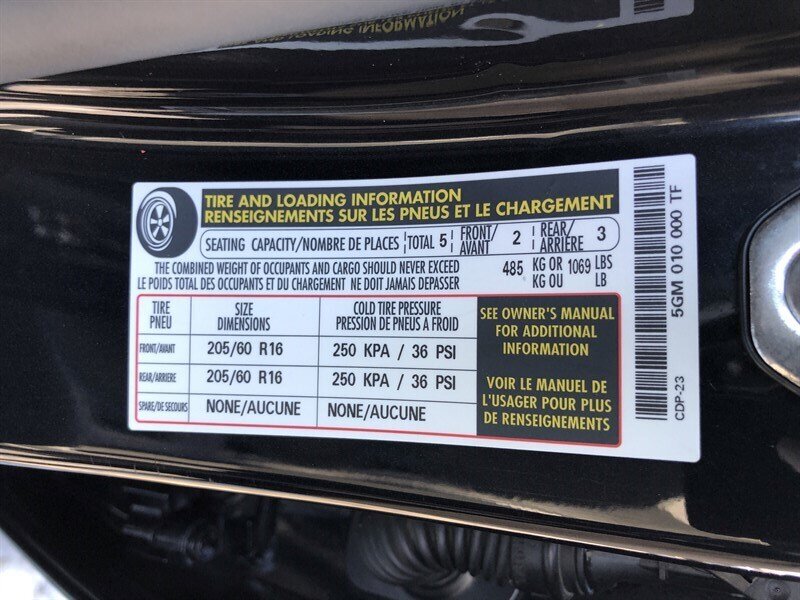 INFORMATION
TIRE AND LOADING INFORMATION
RENSEIGNEMENTS SUR LES PNEUS ET LE CHARGEMENT
SEATING CAPACITY/NOMBRE DE PLACES TOTAL 5 FRONT/AVANT 2 REAR/ARRIÈRE 3
THE COMBINED WEIGHT OF OCCUPANTS AND CARGO SHOULD NEVER EXCEED
LE POIDS TOTAL DES OCCUPANTS ET DU CHARGEMENT NE DOIT JAMAIS DEPASSER
485 KG OR 1069 LBS
KG OU LB
TIRE SIZE COLD TIRE PRESSURE
PNEU DIMENSIONS PRESSION DE PNEUS A FROID
FRONT/AVANT 205/60 R16 250 KPA / 36 PSI
REAR/ARRIERE 205/60 R16 250 KPA / 36 PSI
SPARE/DE SECOURS NONE/AUCUNE NONE/AUCUNE
SEE OWNER'S MANUAL
FOR ADDITIONAL
INFORMATION
VOIR LE MANUEL DE
L'USAGER POUR PLUS
DE RENSEIGNEMENTS
5GM 010 000 TF
CDP-23